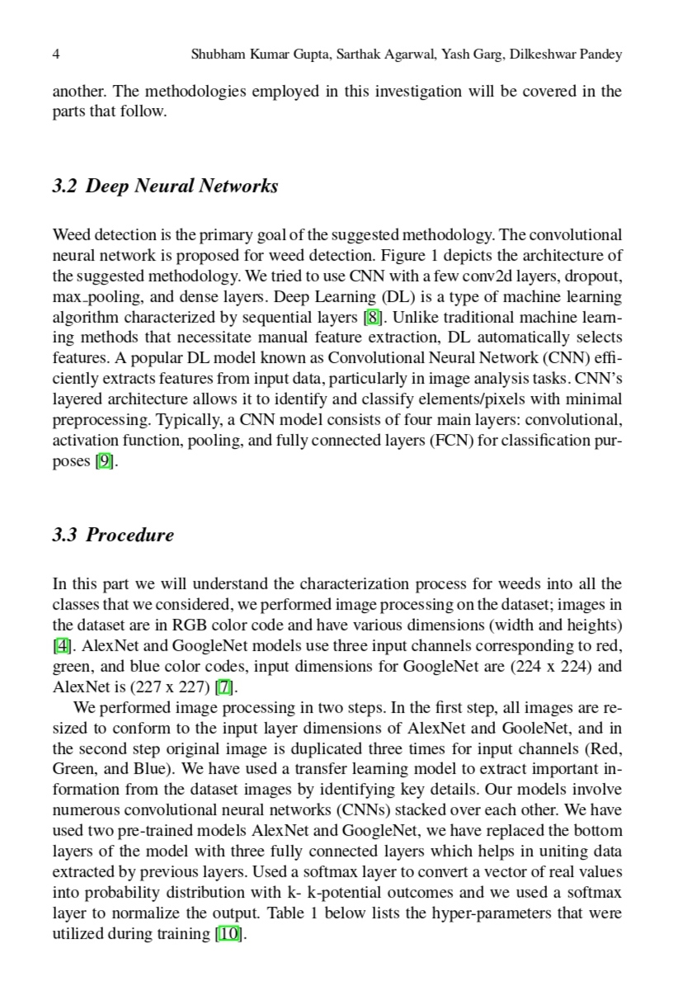 4 Shubham Kumar Gupta, Sarthak Agarwal, Yash Garg, Dilkeshwar Pandey
another. The methodologies employed in this investigation will be covered in the
parts that follow.
3.2 Deep Neural Networks
Weed detection is the primary goal of the suggested methodology. The convolutional
neural network is proposed for weed detection. Figure 1 depicts the architecture of
the suggested methodology. We tried to use CNN with a few conv2d layers, dropout,
max_pooling, and dense layers. Deep Learning (DL) is a type of machine learning
algorithm characterized by sequential layers [8]. Unlike traditional machine learn-
ing methods that necessitate manual feature extraction, DL automatically selects
features. A popular DL model known as Convolutional Neural Network (CNN) effi-
ciently extracts features from input data, particularly in image analysis tasks. CNN's
layered architecture allows it to identify and classify elements/pixels with minimal
preprocessing. Typically, a CNN model consists of four main layers: convolutional,
activation function, pooling, and fully connected layers (FCN) for classification pur-
poses [9].
3.3 Procedure
In this part we will understand the characterization process for weeds into all the
classes that we considered, we performed image processing on the dataset; images in
the dataset are in RGB color code and have various dimensions (width and heights)
[4]. AlexNet and GoogleNet models use three input channels corresponding to red,
green, and blue color codes, input dimensions for GoogleNet are (224 x 224) and
AlexNet is (227 x 227) [7].
We performed image processing in two steps. In the first step, all images are re-
sized to conform to the input layer dimensions of AlexNet and GooleNet, and in
the second step original image is duplicated three times for input channels (Red,
Green, and Blue). We have used a transfer learning model to extract important in-
formation from the dataset images by identifying key details. Our models involve
numerous convolutional neural networks (CNNs) stacked over each other. We have
used two pre-trained models AlexNet and GoogleNet, we have replaced the bottom
layers of the model with three fully connected layers which helps in uniting data
extracted by previous layers. Used a softmax layer to convert a vector of real values
into probability distribution with k- k-potential outcomes and we used a softmax
layer to normalize the output. Table 1 below lists the hyper-parameters that were
utilized during training [10].